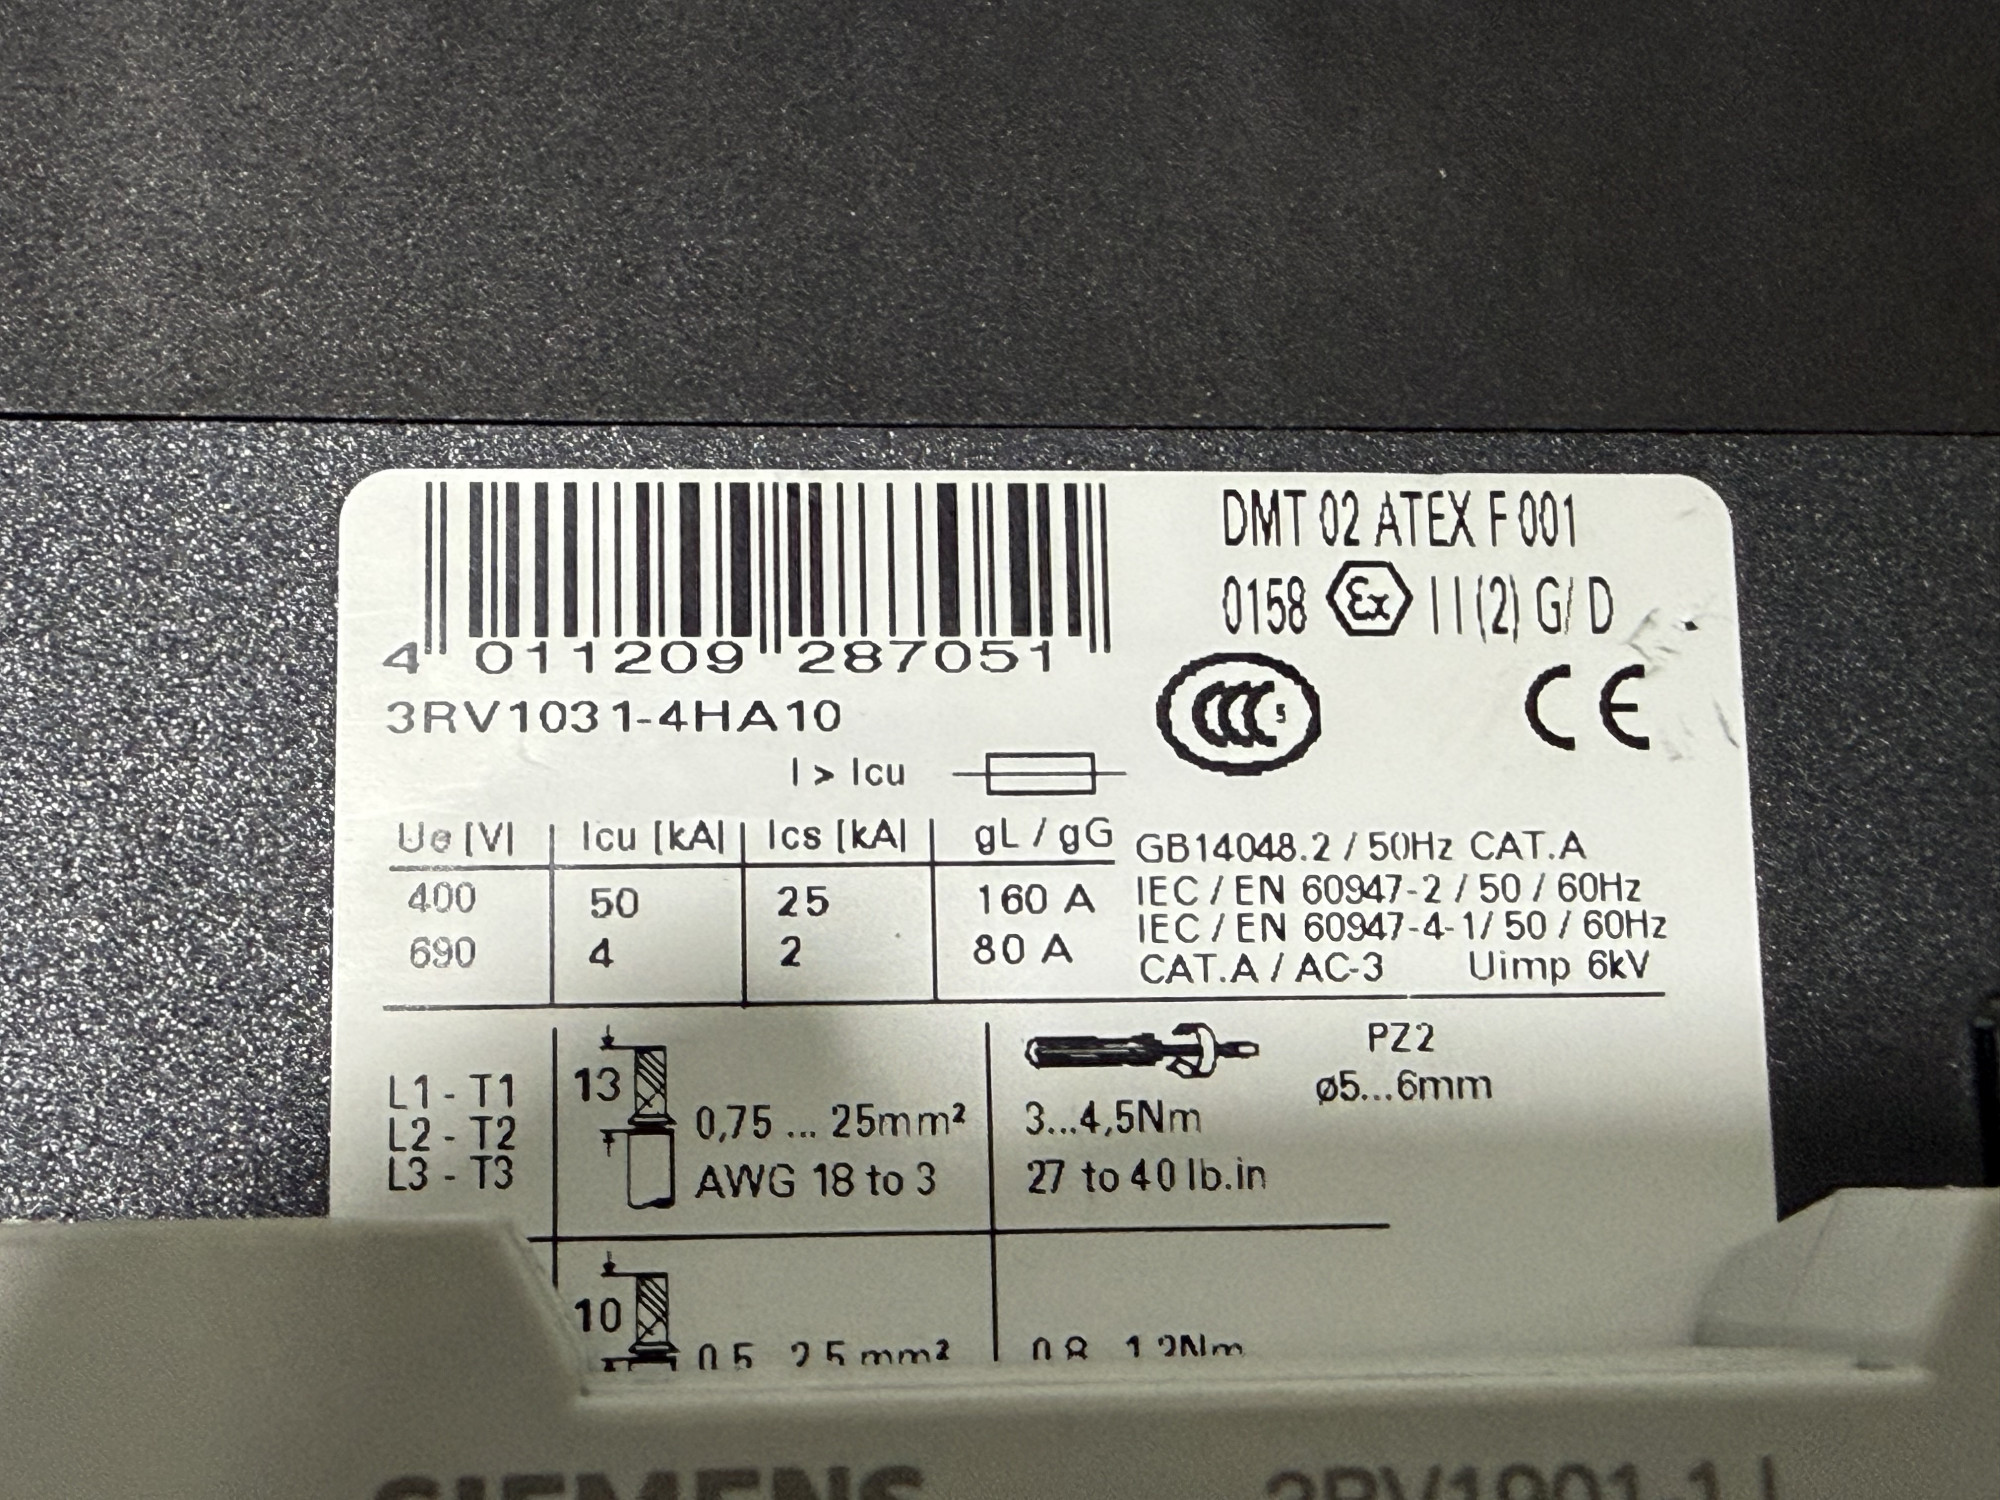 DMT 02 ATEX F 001
0158 Ex II (2) G/D
4 011209 287051
3RV1031-4HA10
CCC S
CE
I > Icu
Ue [V] Icu [kA] Ics [kA] gL / gG
400 50 25 160 A
690 4 2 80 A
GB14048.2 / 50Hz CAT.A
IEC / EN 60947-2 / 50 / 60Hz
IEC / EN 60947-4-1/ 50 / 60Hz
CAT.A / AC-3 Uimp 6kV
L1 - T1
L2 - T2
L3 - T3
13
0,75 ... 25mm²
AWG 18 to 3
PZ2
ø5...6mm
3...4,5Nm
27 to 40 lb.in
10
SIEMENS